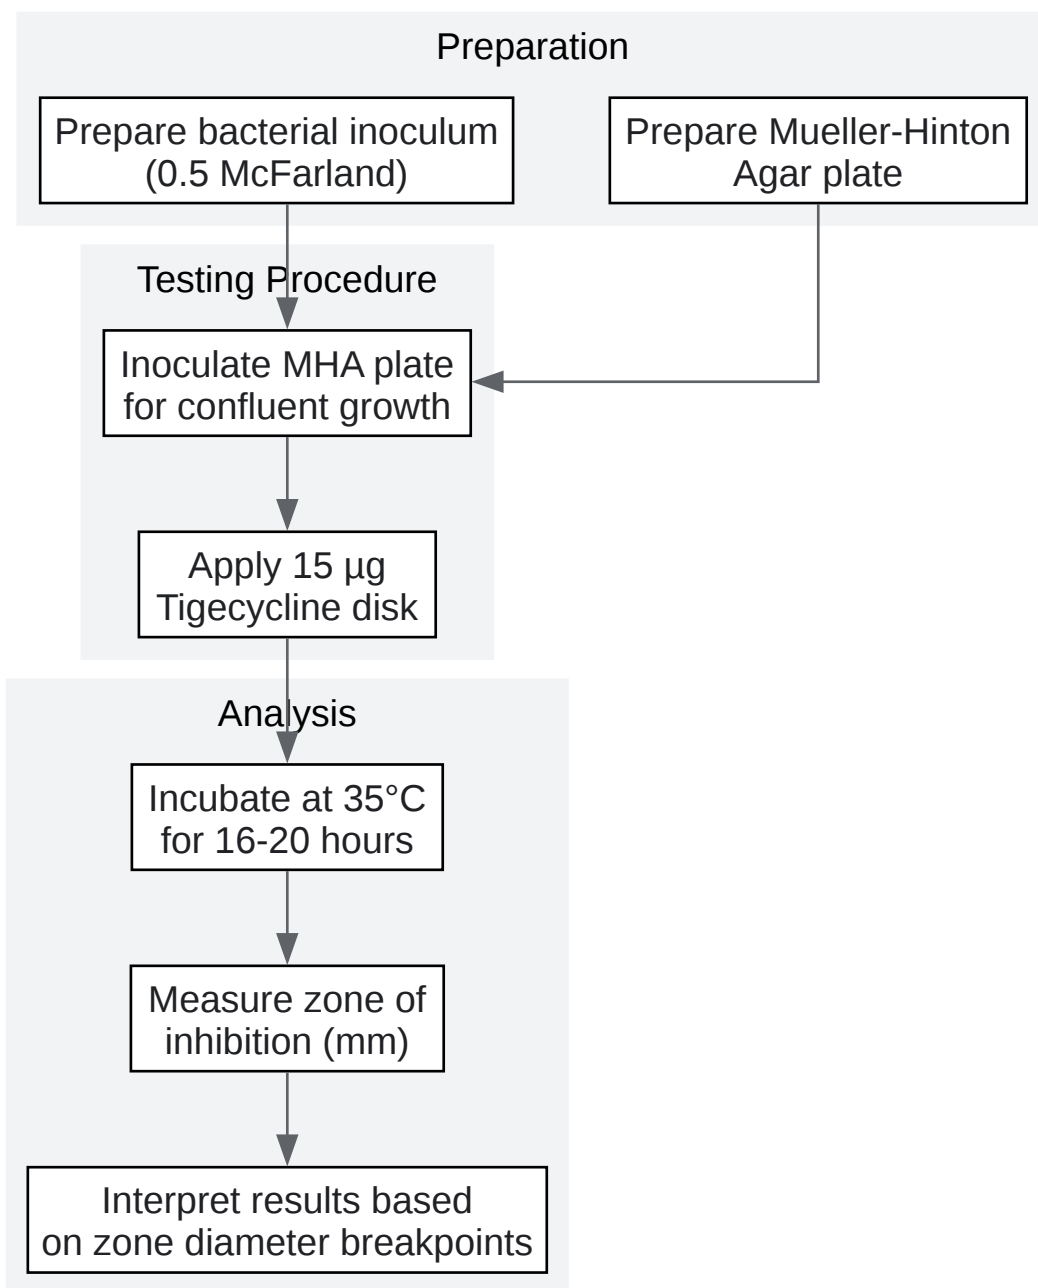 Preparation
Prepare bacterial inoculum
(0.5 McFarland)
Prepare Mueller-Hinton
Agar plate
Testing Procedure
Inoculate MHA plate
for confluent growth
Apply 15 µg
Tigecycline disk
Analysis
Incubate at 35°C
for 16-20 hours
Measure zone of
inhibition (mm)
Interpret results based
on zone diameter breakpoints